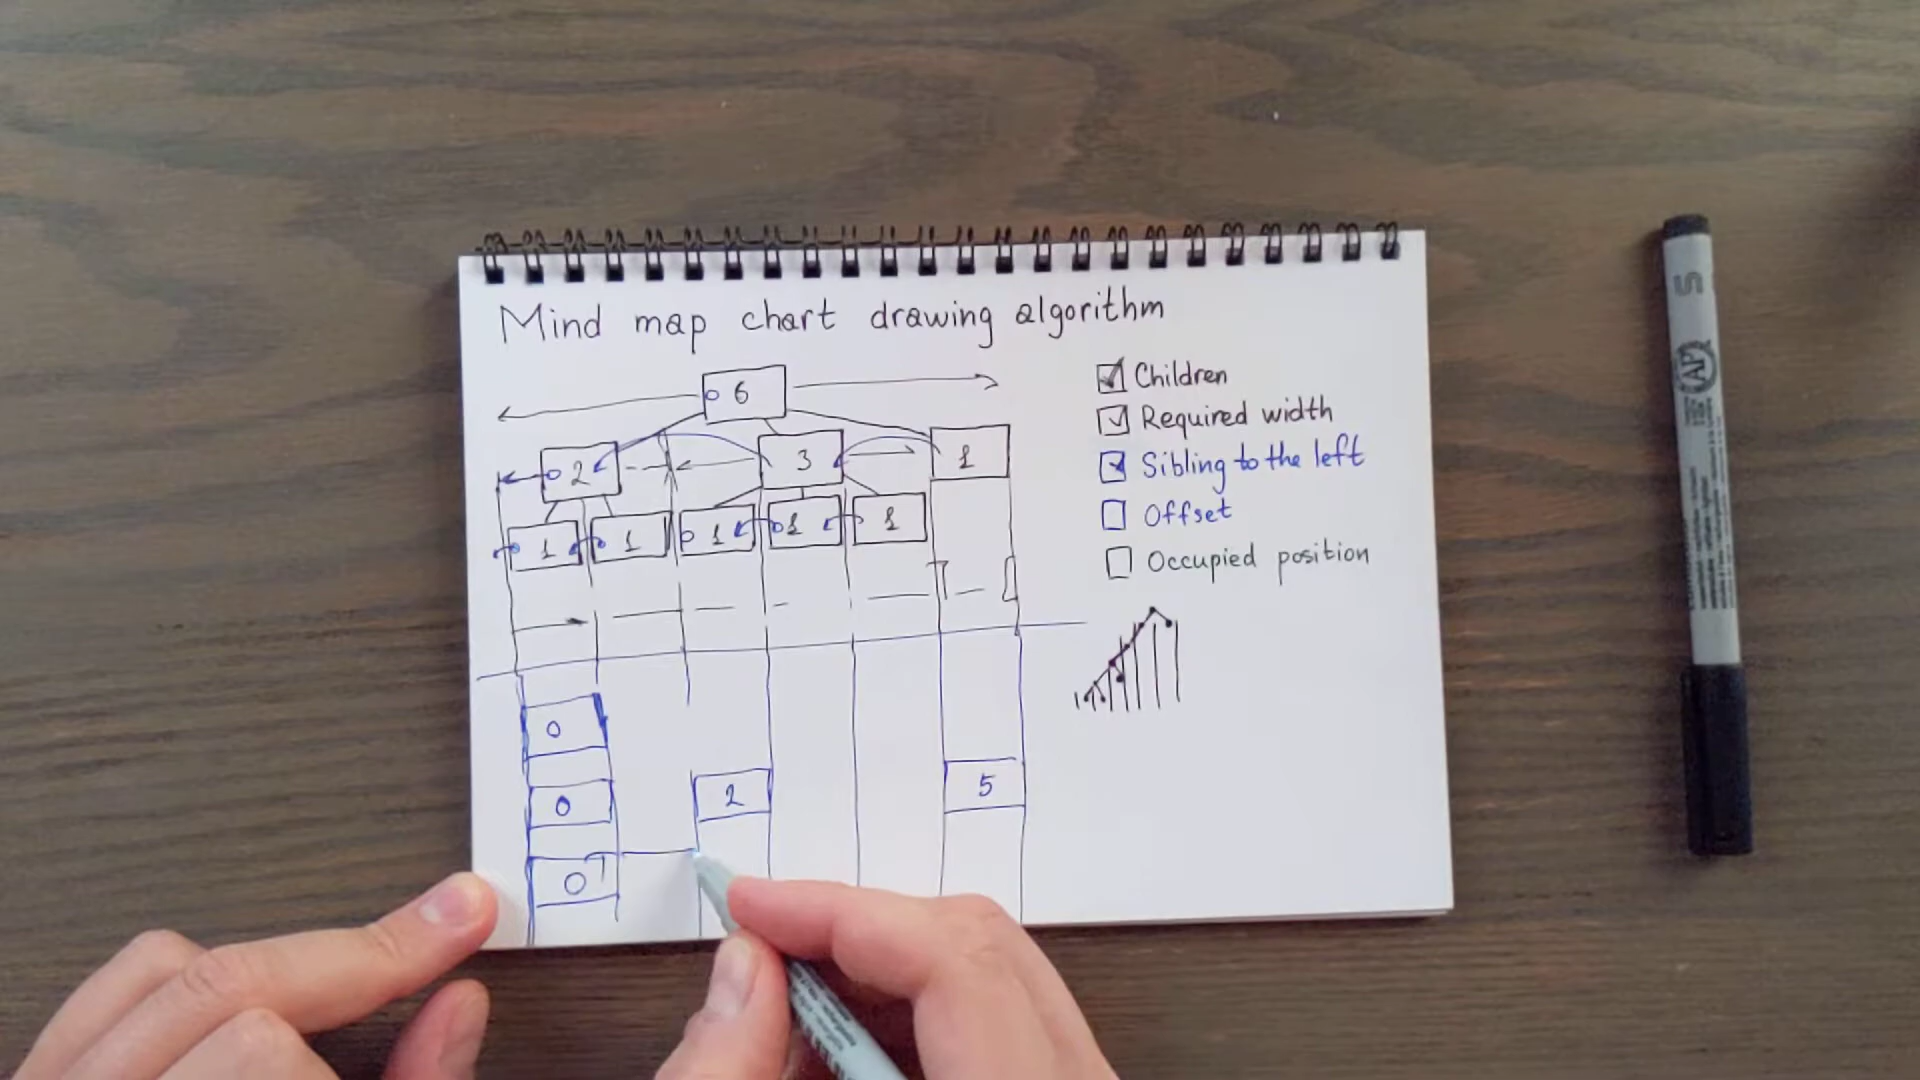 Mind map chart drawing algorithm
6
2 3 1
1 1 1 1 1
Children
Required width
Sibling to the left
Offset
Occupied position
0
0 2 5
0
S
AP